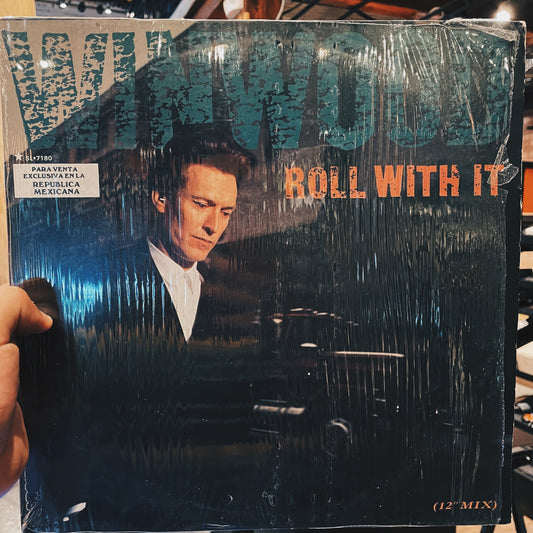 WINWOOD
★ SL•7180
PARA VENTA
EXCLUSIVA EN LA
REPUBLICA
MEXICANA
ROLL WITH IT
(12" MIX)